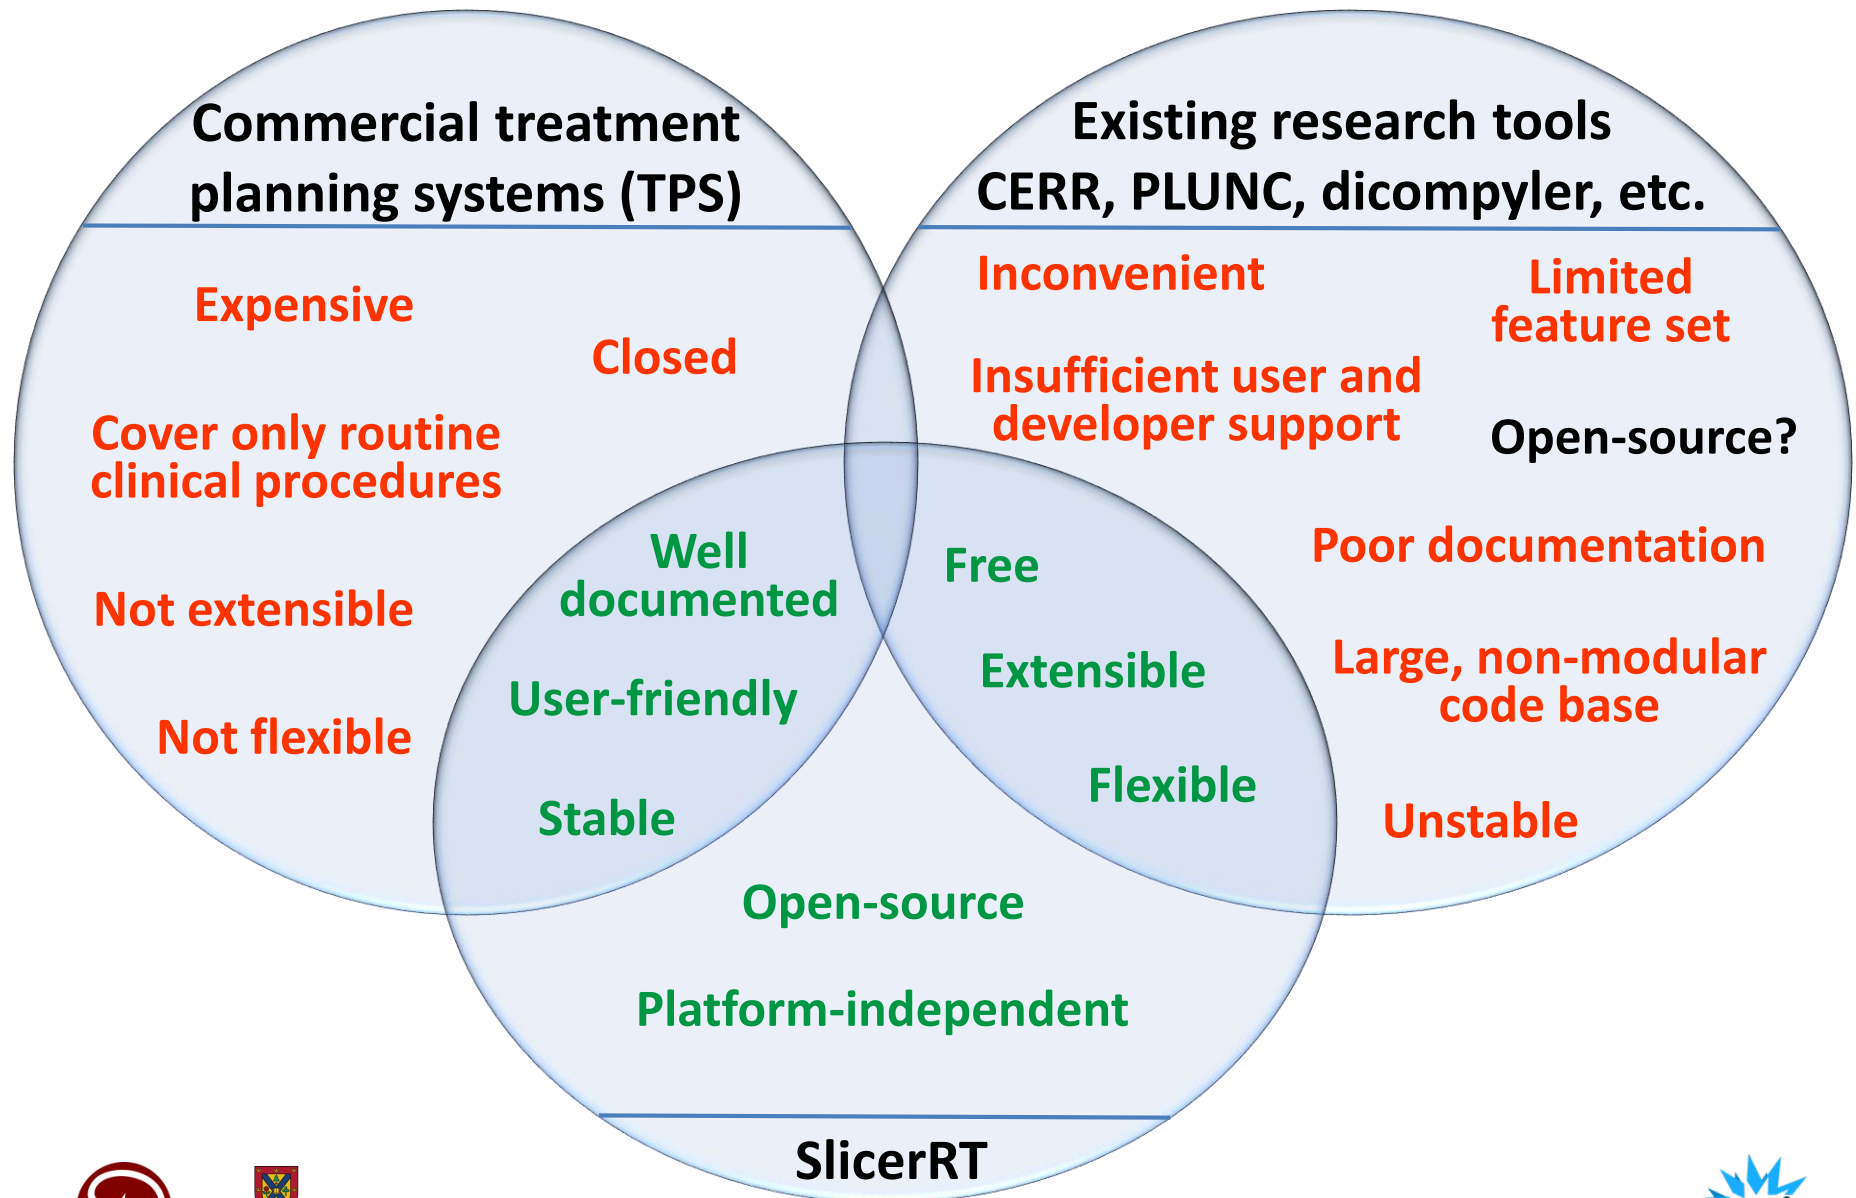 Commercial treatment
planning systems (TPS)
Expensive
Closed
Cover only routine
clinical procedures
Not extensible
Not flexible
Existing research tools
CERR, PLUNC, dicompyler, etc.
Inconvenient
Limited
feature set
Insufficient user and
developer support
Open-source?
Poor documentation
Large, non-modular
code base
Unstable
Well
documented
User-friendly
Stable
Free
Extensible
Flexible
Open-source
Platform-independent
SlicerRT